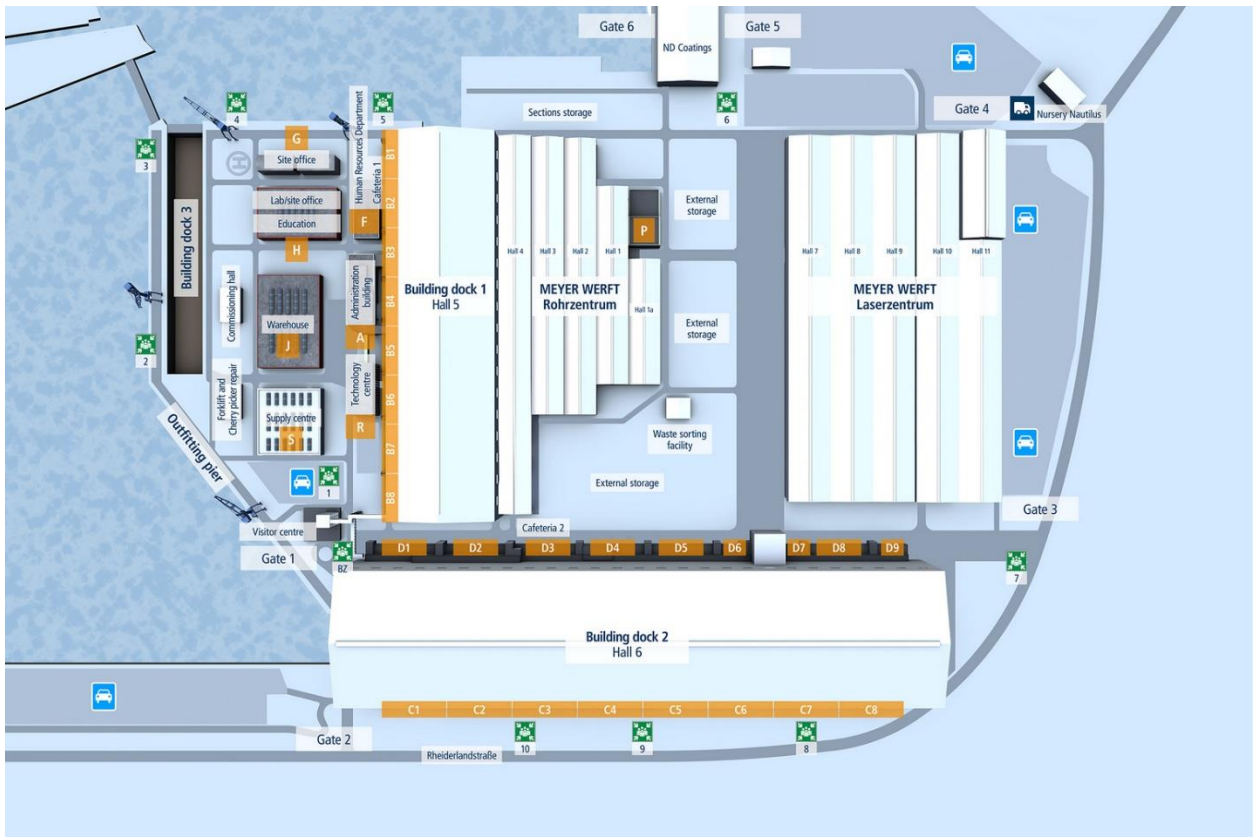 Gate 6
Gate 5
ND Coatings
Gate 4
Nursery Nautilus
Sections storage
4
5
6
3
Human Resources Department
Cafeteria 1
G
Site office
Lab/site office
Education
F
H
Building dock 3
Commissioning hall
Warehouse
J
Administration
building
A
Technology
centre
R
Forklift and
Cherry picker repair
Supply centre
S
2
Outfitting pier
1
Visitor centre
Gate 1
BZ
B1
B2
B3
B4
B5
B6
B7
B8
Building dock 1
Hall 5
Hall 4
Hall 3
Hall 2
Hall 1
Hall 1a
MEYER WERFT
Rohrzentrum
P
External
storage
External
storage
Waste sorting
facility
External storage
Hall 7
Hall 8
Hall 9
Hall 10
Hall 11
MEYER WERFT
Laserzentrum
Gate 3
Cafeteria 2
D1
D2
D3
D4
D5
D6
D7
D8
D9
7
Building dock 2
Hall 6
C1
C2
C3
C4
C5
C6
C7
C8
Gate 2
10
9
8
Rheiderlandstraße
H